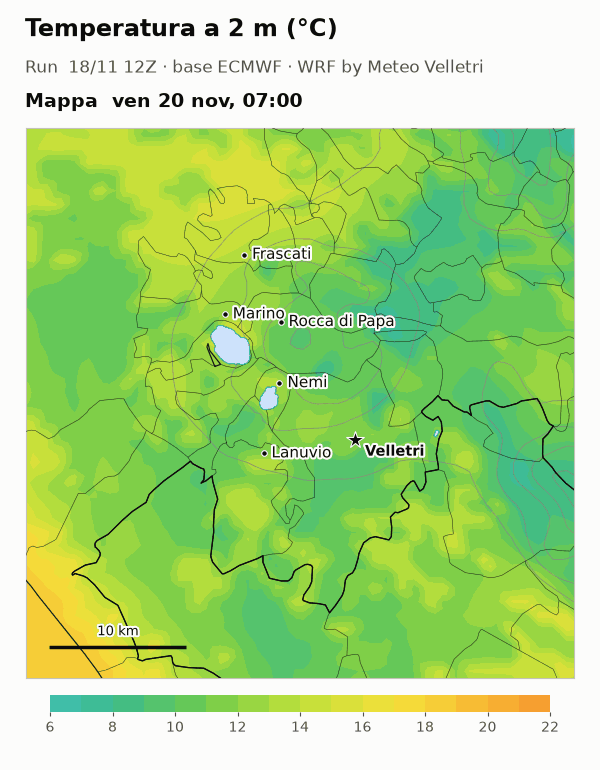 Temperatura a 2 m (°C)
Run  18/11 12Z · base ECMWF · WRF by Meteo Velletri
Mappa  ven 20 nov, 07:00
Frascati
Marino
Rocca di Papa
Nemi
Velletri
Lanuvio
10 km
6 8 10 12 14 16 18 20 22